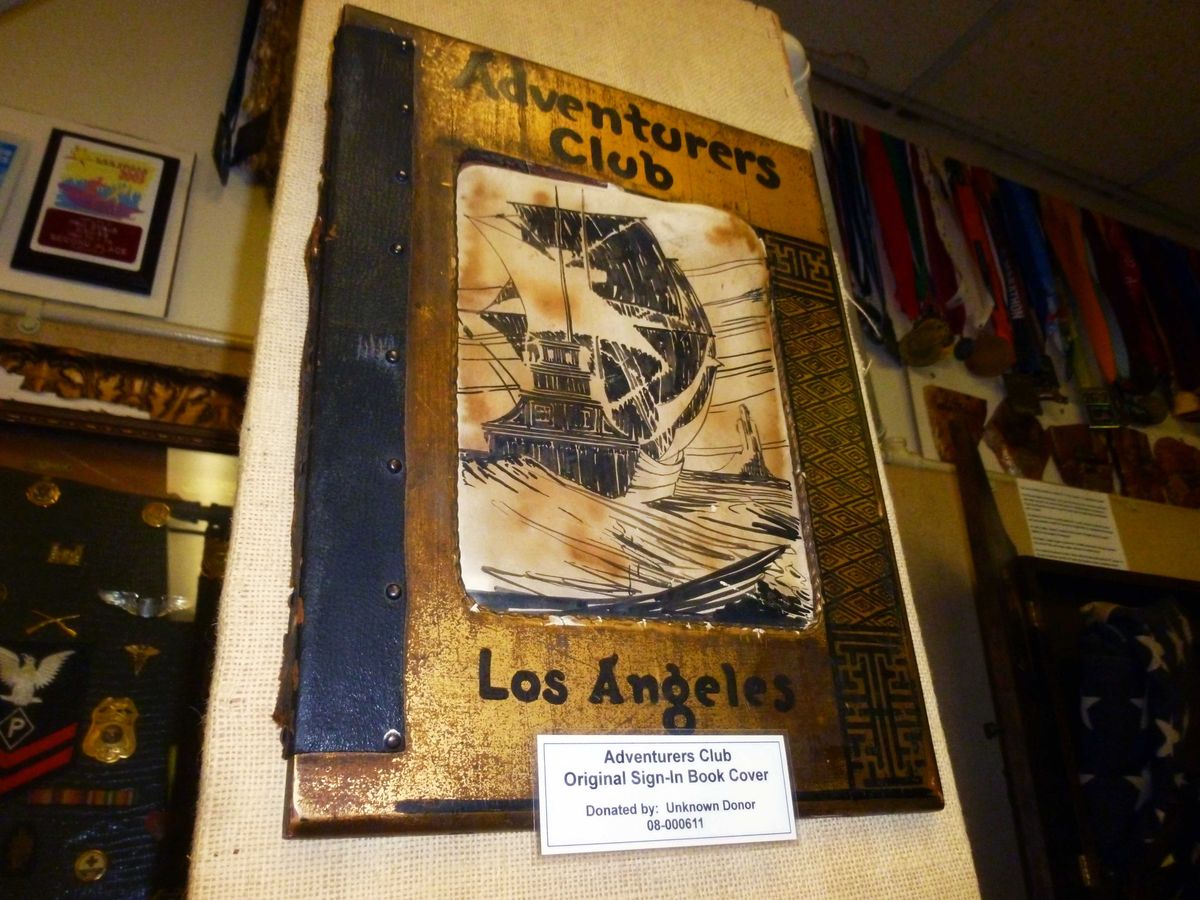 Adventurers
Club
Los Angeles
Adventurers Club
Original Sign-In Book Cover
Donated by: Unknown Donor
08-000611
P